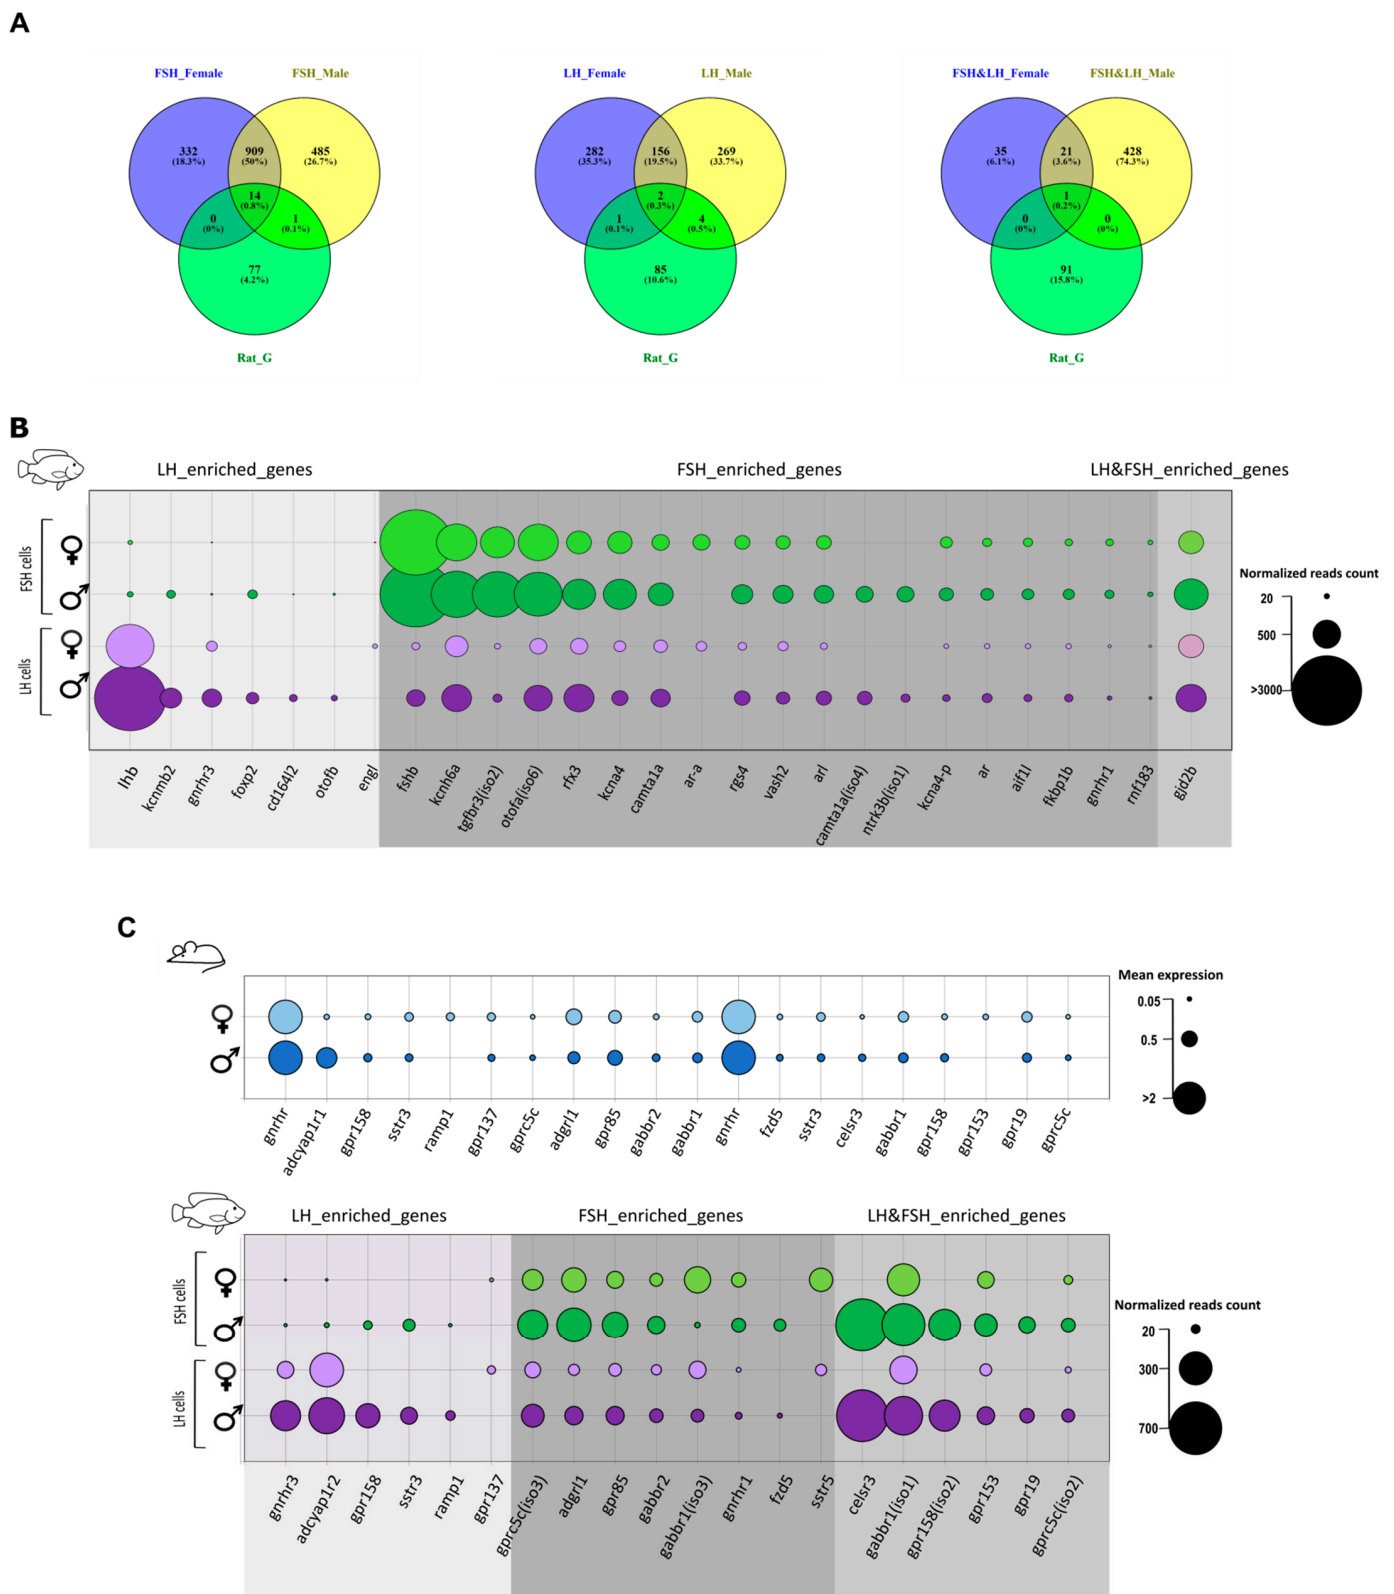 A
FSH_Female
FSH_Male
332
(18.3%)
909
(50%)
485
(26.7%)
14
(0.8%)
0
(0%)
1
(0.1%)
77
(4.2%)
Rat_G
LH_Female
LH_Male
282
(35.3%)
156
(19.5%)
269
(33.7%)
2
(0.3%)
1
(0.1%)
4
(0.5%)
85
(10.6%)
Rat_G
FSH&LH_Female
FSH&LH_Male
35
(6.1%)
21
(3.6%)
428
(74.3%)
1
(0.2%)
0
(0%)
0
(0%)
91
(15.8%)
Rat_G
B
LH_enriched_genes
FSH_enriched_genes
LH&FSH_enriched_genes
FSH cells
♀
♂
LH cells
♀
♂
Normalized reads count
20
500
>3000
lhb
kcnmb2
gnrhr3
foxp2
cd164l2
otofb
engl
fshb
kcnh6a
tgfbr3(iso2)
otofa(iso6)
rfx3
kcna4
camta1a
ar-a
rgs4
vash2
arl
camta1a(iso4)
ntrk3b(iso1)
kcna4-p
ar
aif1l
fkbp1b
gnrhr1
rnf183
gjd2b
C
♀
♂
Mean expression
0.05
0.5
>2
gnrhr
adcyap1r1
gpr158
sstr3
ramp1
gpr137
gprc5c
adgrl1
gpr85
gabbr2
gabbr1
gnrhr
fzd5
sstr3
celsr3
gabbr1
gpr158
gpr153
gpr19
gprc5c
LH_enriched_genes
FSH_enriched_genes
LH&FSH_enriched_genes
FSH cells
♀
♂
LH cells
♀
♂
Normalized reads count
20
300
700
gnrhr3
adcyap1r2
gpr158
sstr3
ramp1
gpr137
gprc5c(iso3)
adgrl1
gpr85
gabbr2
gabbr1(iso3)
gnrhr1
fzd5
sstr5
celsr3
gabbr1(iso1)
gpr158(iso2)
gpr153
gpr19
gprc5c(iso2)